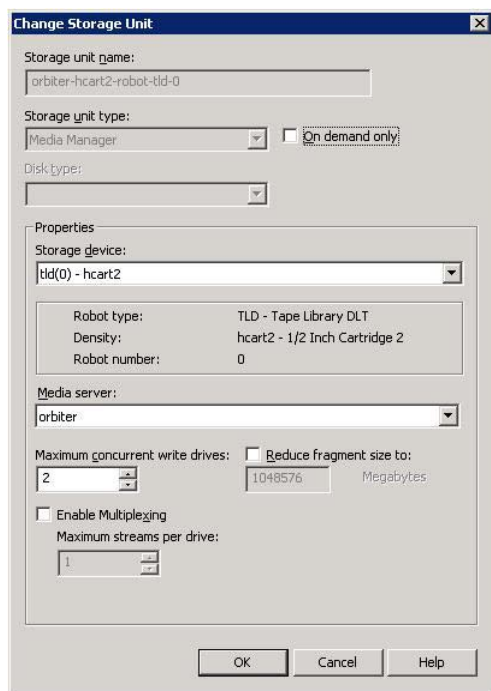 Change Storage Unit
Storage unit name:
orbiter-hcart2-robot-tld-0
Storage unit type:
Media Manager
On demand only
Disk type:
Properties
Storage device:
tld(0) - hcart2
Robot type: TLD - Tape Library DLT
Density: hcart2 - 1/2 Inch Cartridge 2
Robot number: 0
Media server:
orbiter
Maximum concurrent write drives: Reduce fragment size to:
2 1048576 Megabytes
Enable Multiplexing
Maximum streams per drive:
1
OK Cancel Help